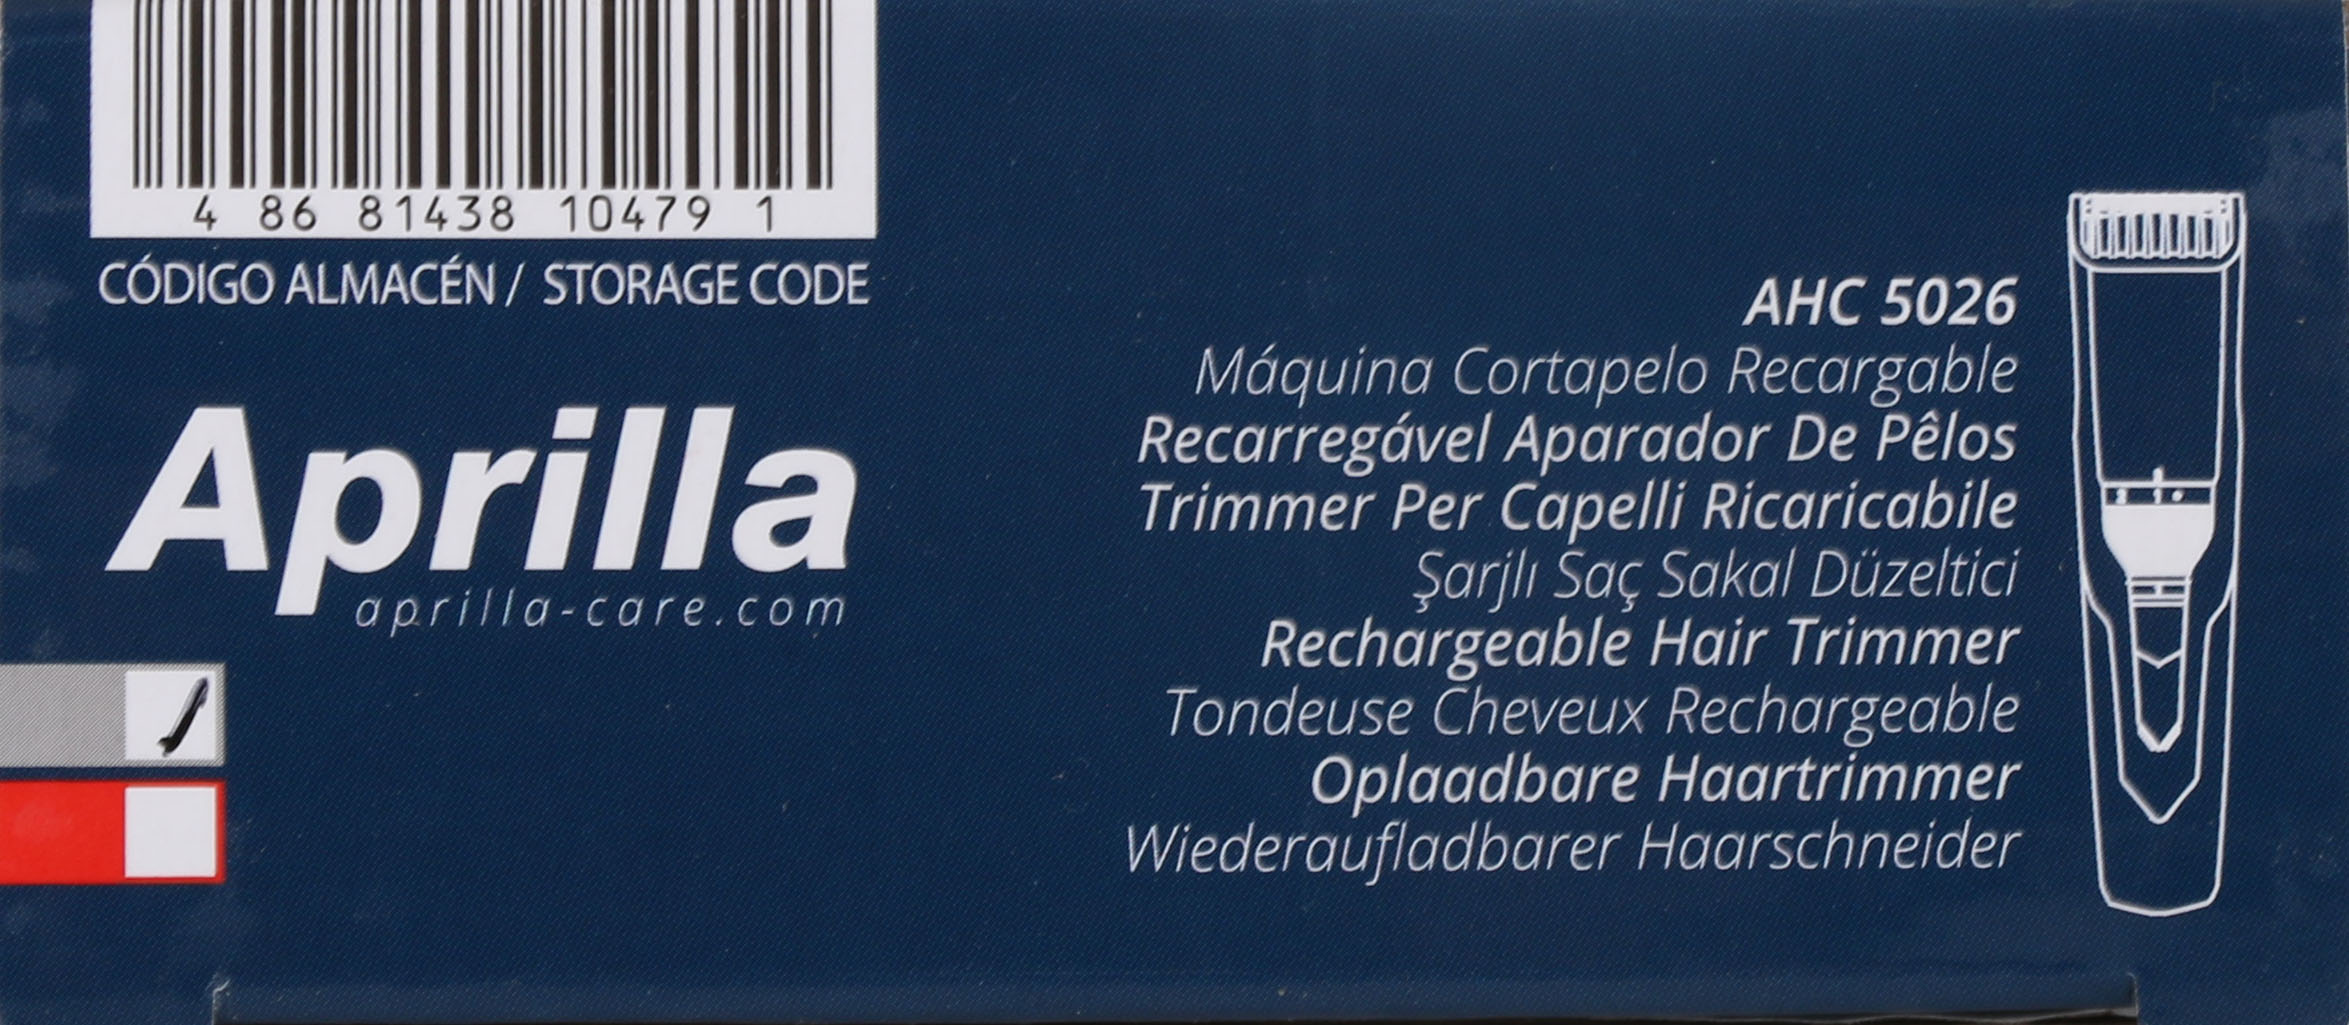 4 86 81438 10479 1
CÓDIGO ALMACÉN / STORAGE CODE
Aprilla
aprilla-care.com
AHC 5026
Máquina Cortapelo Recargable
Recarregável Aparador De Pêlos
Trimmer Per Capelli Ricaricabile
Şarjlı Saç Sakal Düzeltici
Rechargeable Hair Trimmer
Tondeuse Cheveux Rechargeable
Oplaadbare Haartrimmer
Wiederaufladbarer Haarschneider